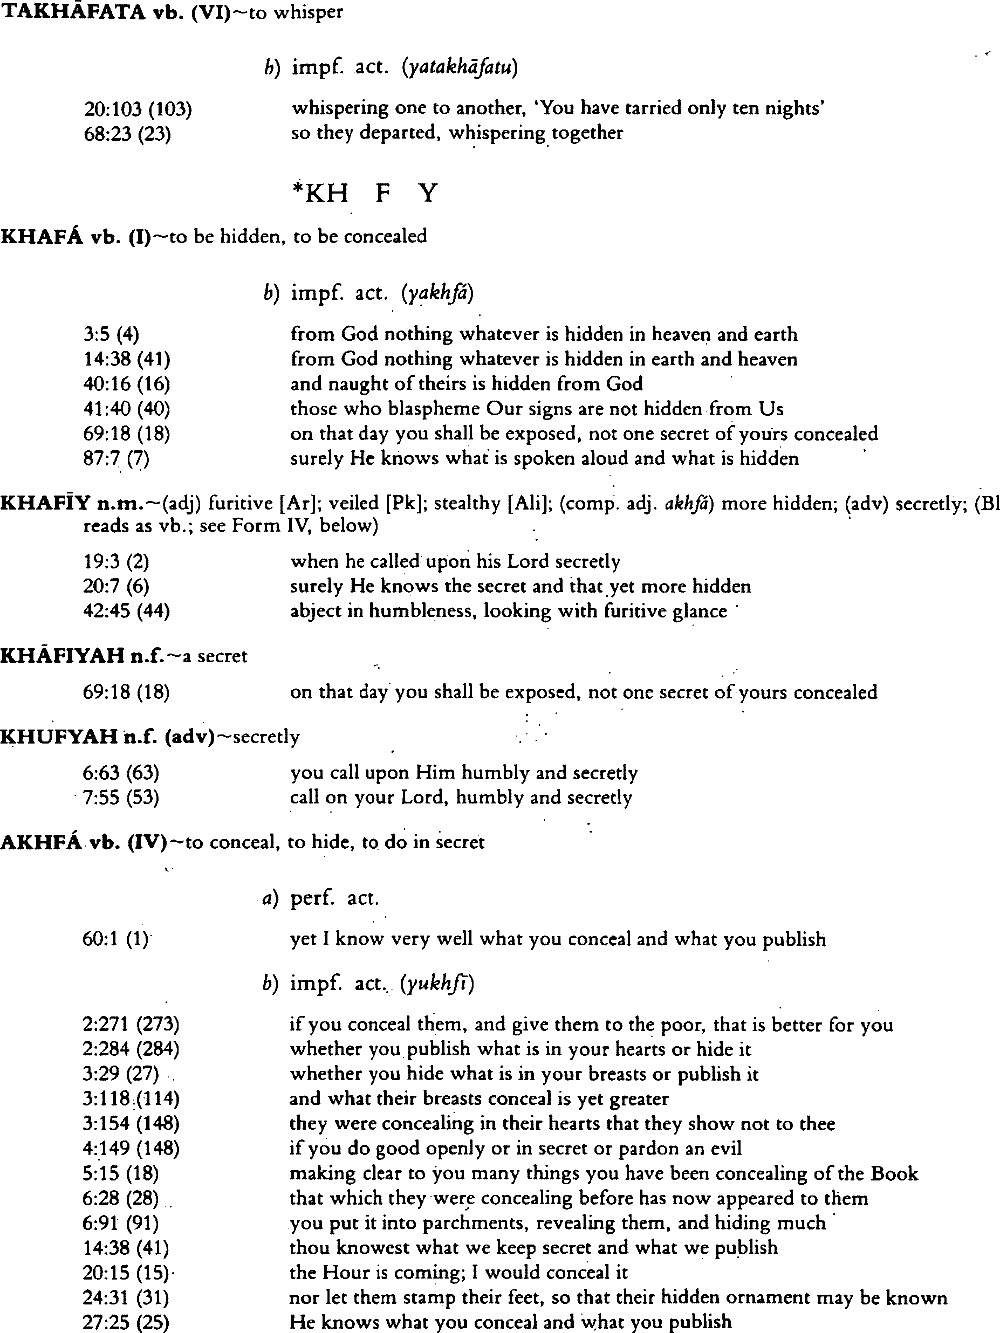 TAKHĀFATA vb. (VI)~to whisper
b) impf. act. (yatakhāfatu)
20:103 (103) whispering one to another, 'You have tarried only ten nights'
68:23 (23) so they departed, whispering together
*KH F Y
KHAFÁ vb. (I)~to be hidden, to be concealed
b) impf. act. (yakhfá)
3:5 (4) from God nothing whatever is hidden in heaven and earth
14:38 (41) from God nothing whatever is hidden in earth and heaven
40:16 (16) and naught of theirs is hidden from God
41:40 (40) those who blaspheme Our signs are not hidden from Us
69:18 (18) on that day you shall be exposed, not one secret of yours concealed
87:7 (7) surely He knows what is spoken aloud and what is hidden
KHAFĪY n.m.~(adj) furitive [Ar]; veiled [Pk]; stealthy [Ali]; (comp. adj. akhfá) more hidden; (adv) secretly; (Bl
reads as vb.; see Form IV, below)
19:3 (2) when he called upon his Lord secretly
20:7 (6) surely He knows the secret and that yet more hidden
42:45 (44) abject in humbleness, looking with furitive glance
KHĀFIYAH n.f.~a secret
69:18 (18) on that day you shall be exposed, not one secret of yours concealed
KHUFYAH n.f. (adv)~secretly
6:63 (63) you call upon Him humbly and secretly
7:55 (53) call on your Lord, humbly and secretly
AKHFÁ vb. (IV)~to conceal, to hide, to do in secret
a) perf. act.
60:1 (1) yet I know very well what you conceal and what you publish
b) impf. act. (yukhfī)
2:271 (273) if you conceal them, and give them to the poor, that is better for you
2:284 (284) whether you publish what is in your hearts or hide it
3:29 (27) whether you hide what is in your breasts or publish it
3:118 (114) and what their breasts conceal is yet greater
3:154 (148) they were concealing in their hearts that they show not to thee
4:149 (148) if you do good openly or in secret or pardon an evil
5:15 (18) making clear to you many things you have been concealing of the Book
6:28 (28) that which they were concealing before has now appeared to them
6:91 (91) you put it into parchments, revealing them, and hiding much
14:38 (41) thou knowest what we keep secret and what we publish
20:15 (15) the Hour is coming; I would conceal it
24:31 (31) nor let them stamp their feet, so that their hidden ornament may be known
27:25 (25) He knows what you conceal and what you publish